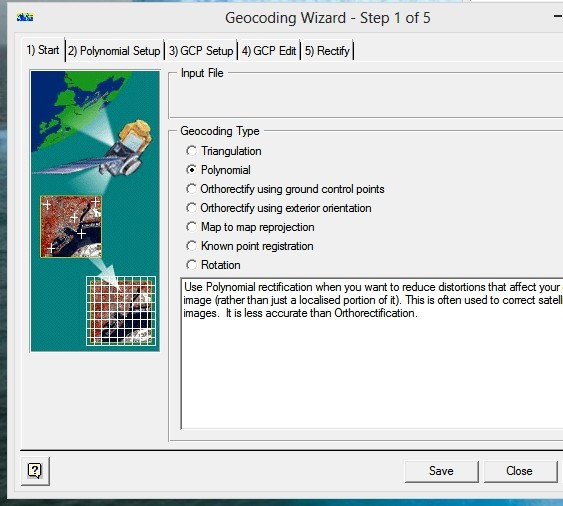 Geocoding Wizard - Step 1 of 5
1) Start 2) Polynomial Setup 3) GCP Setup 4) GCP Edit 5) Rectify
Input File
Geocoding Type
Triangulation
Polynomial
Orthorectify using ground control points
Orthorectify using exterior orientation
Map to map reprojection
Known point registration
Rotation
Use Polynomial rectification when you want to reduce distortions that affect your
image (rather than just a localised portion of it). This is often used to correct
images. It is less accurate than Orthorectification.
?
Save Close